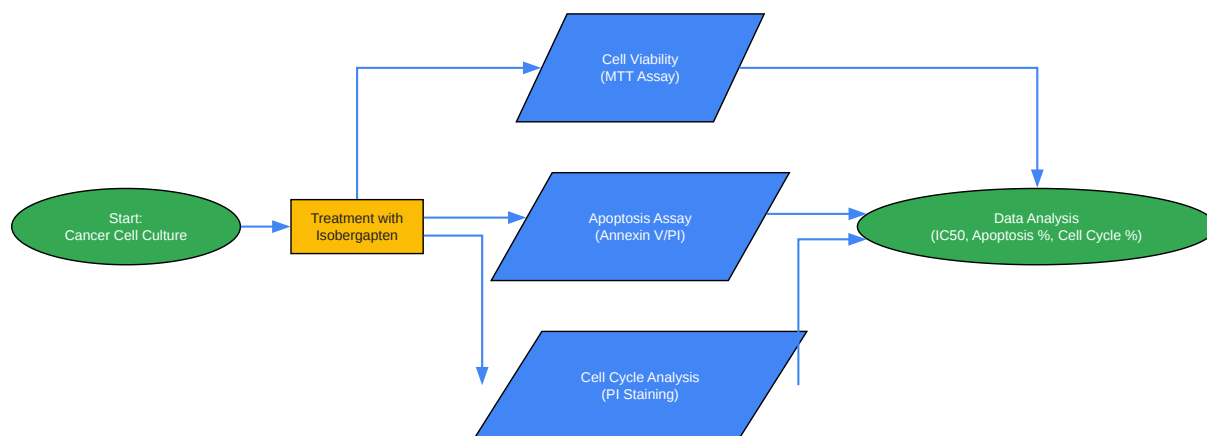 Start:
Cancer Cell Culture
Treatment with
Isobergapten
Cell Viability
(MTT Assay)
Apoptosis Assay
(Annexin V/PI)
Cell Cycle Analysis
(PI Staining)
Data Analysis
(IC50, Apoptosis %, Cell Cycle %)